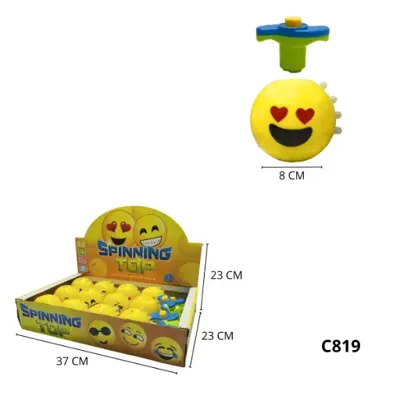 8 CM
SPINNING
TOP
23 CM
SPINNING
TOP
23 CM
37 CM
C819